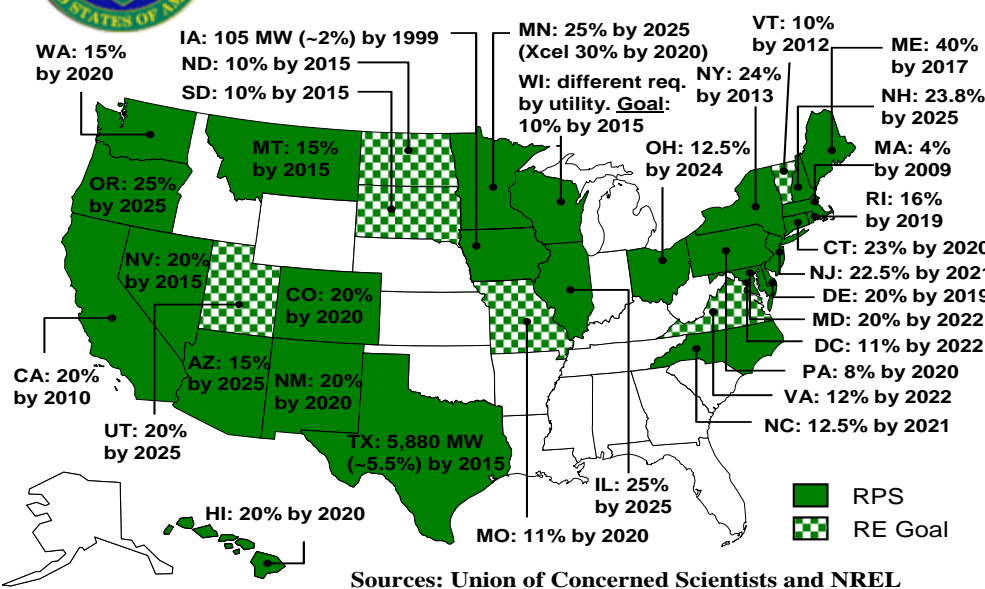 STATES OF AM
WA: 15%
by 2020
IA: 105 MW (~2%) by 1999
ND: 10% by 2015
SD: 10% by 2015
MN: 25% by 2025
(Xcel 30% by 2020)
WI: different req.
by utility. Goal:
10% by 2015
VT: 10%
by 2012
NY: 24%
by 2013
ME: 40%
by 2017
NH: 23.8%
by 2025
MA: 4%
by 2009
RI: 16%
by 2019
CT: 23% by 2020
NJ: 22.5% by 2021
DE: 20% by 2019
MD: 20% by 2022
DC: 11% by 2022
PA: 8% by 2020
VA: 12% by 2022
NC: 12.5% by 2021
OH: 12.5%
by 2024
MT: 15%
by 2015
OR: 25%
by 2025
NV: 20%
by 2015
CO: 20%
by 2020
CA: 20%
by 2010
AZ: 15%
by 2025
NM: 20%
by 2020
UT: 20%
by 2025
TX: 5,880 MW
(~5.5%) by 2015
IL: 25%
by 2025
MO: 11% by 2020
HI: 20% by 2020
RPS
RE Goal
Sources: Union of Concerned Scientists and NREL